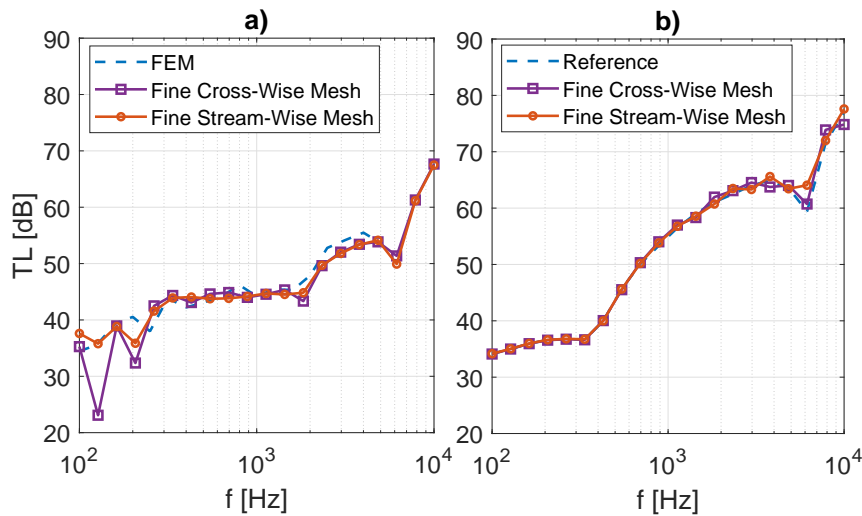 a)
b)
90
80
70
60
50
40
30
20
TL [dB]
FEM
Fine Cross-Wise Mesh
Fine Stream-Wise Mesh
10^2
10^3
10^4
f [Hz]
90
80
70
60
50
40
30
20
Reference
Fine Cross-Wise Mesh
Fine Stream-Wise Mesh
10^2
10^3
10^4
f [Hz]